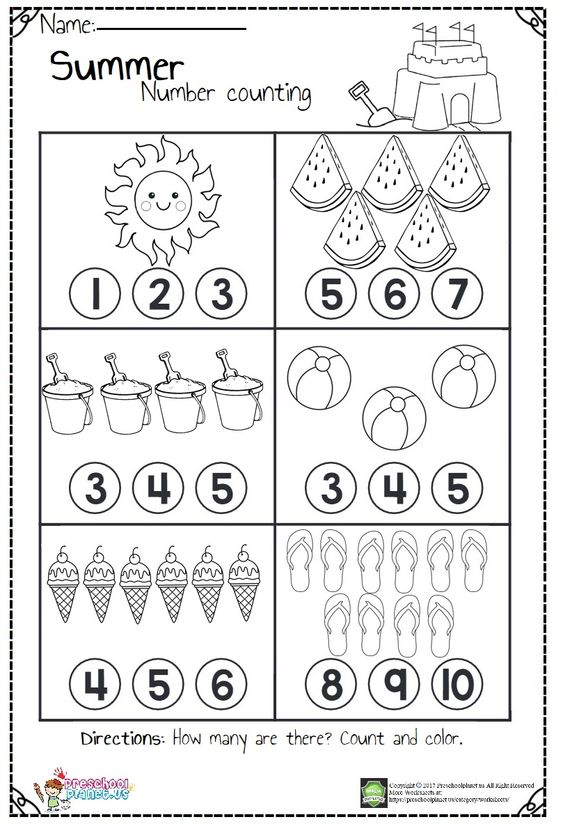 Name:
Summer
Number counting
1 2 3
5 6 7
3 4 5
3 4 5
4 5 6
8 9 10
Directions: How many are there? Count and color.
Preschool
Planet.us
Copyright © 2017 Preschoolplanet.us All Rights Reserved
More Worksheets at:
https://preschoolplanet.us/category/worksheets/